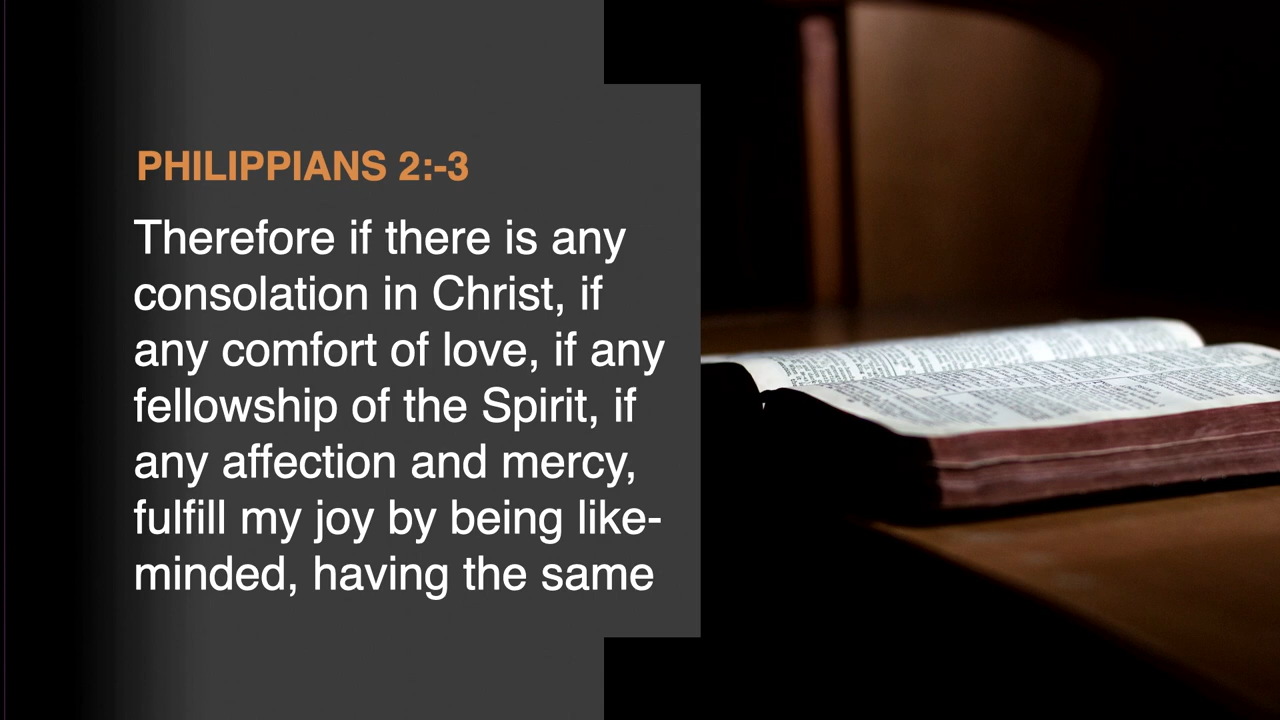 PHILIPPIANS 2:-3
Therefore if there is any
consolation in Christ, if
any comfort of love, if any
fellowship of the Spirit, if
any affection and mercy,
fulfill my joy by being like-
minded, having the same